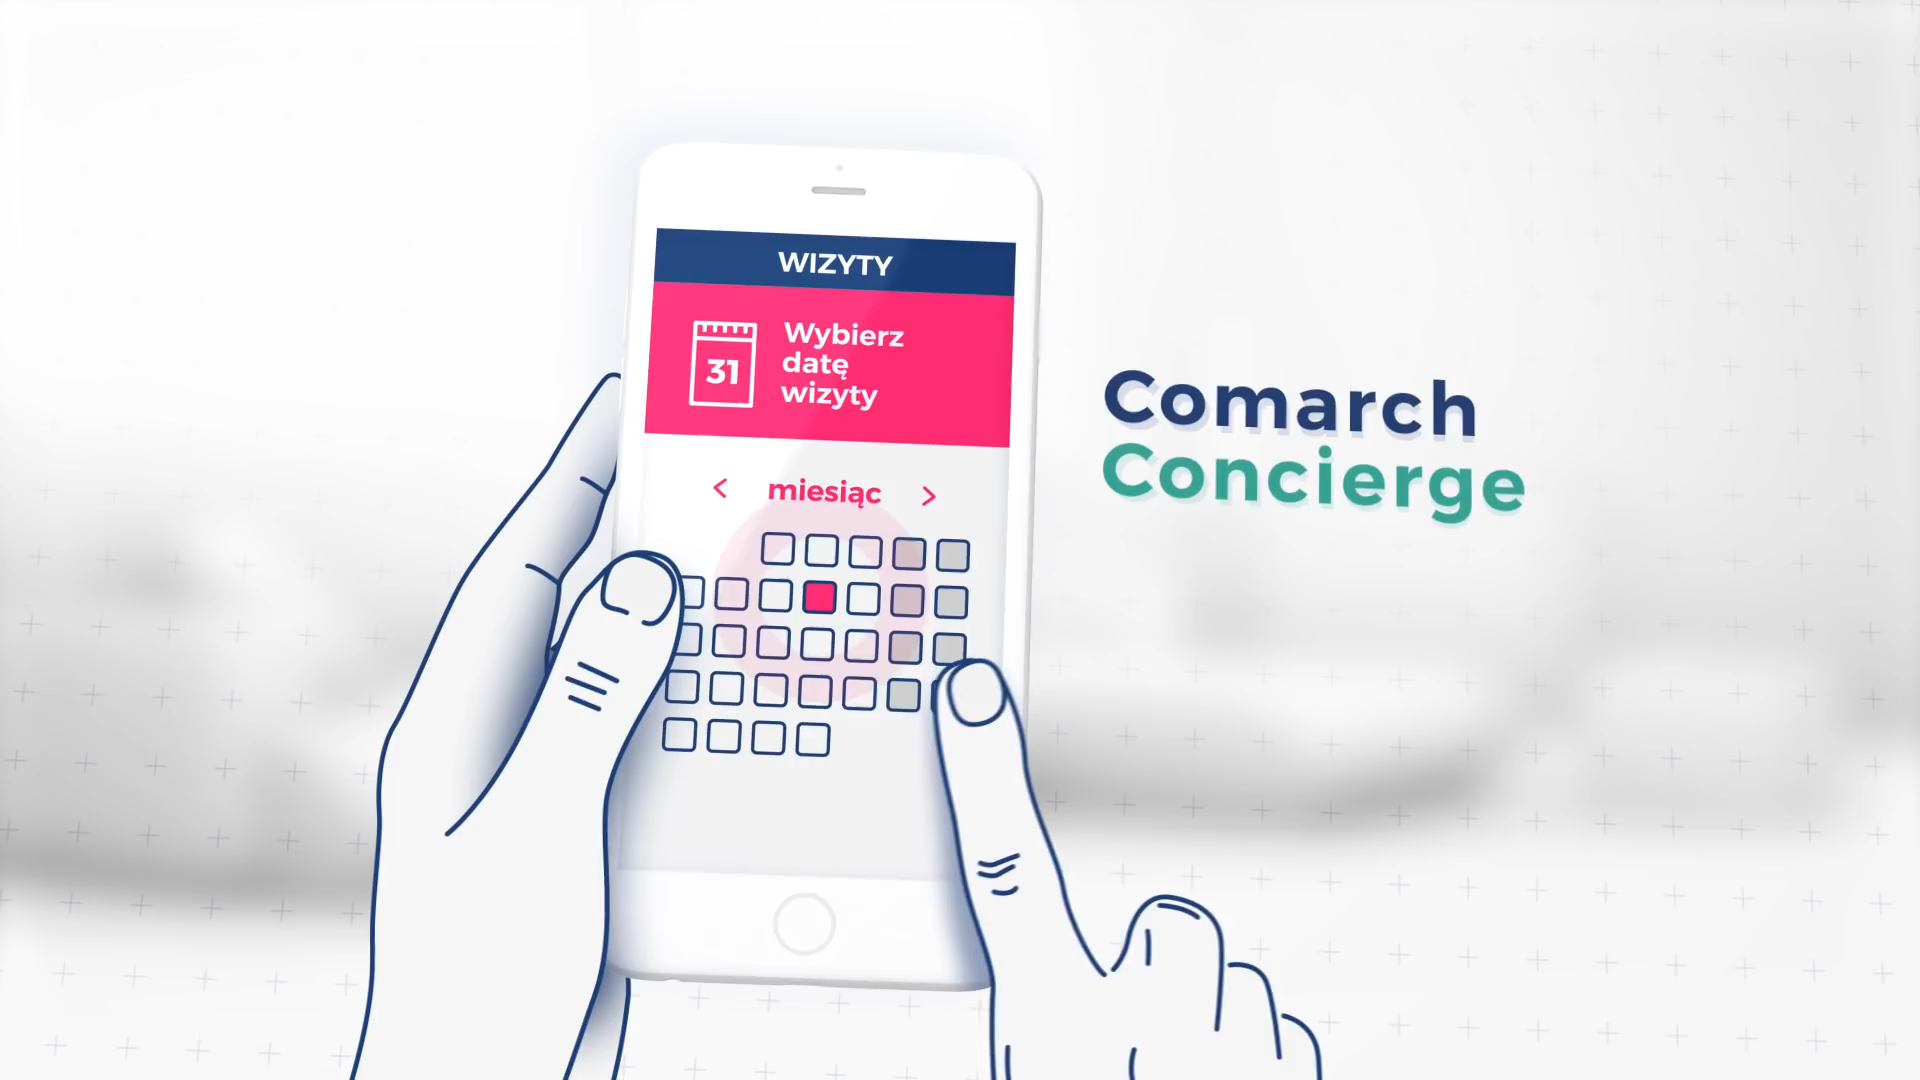 WIZYTY
31
Wybierz
datę
wizyty
< miesiąc >
Comarch
Concierge